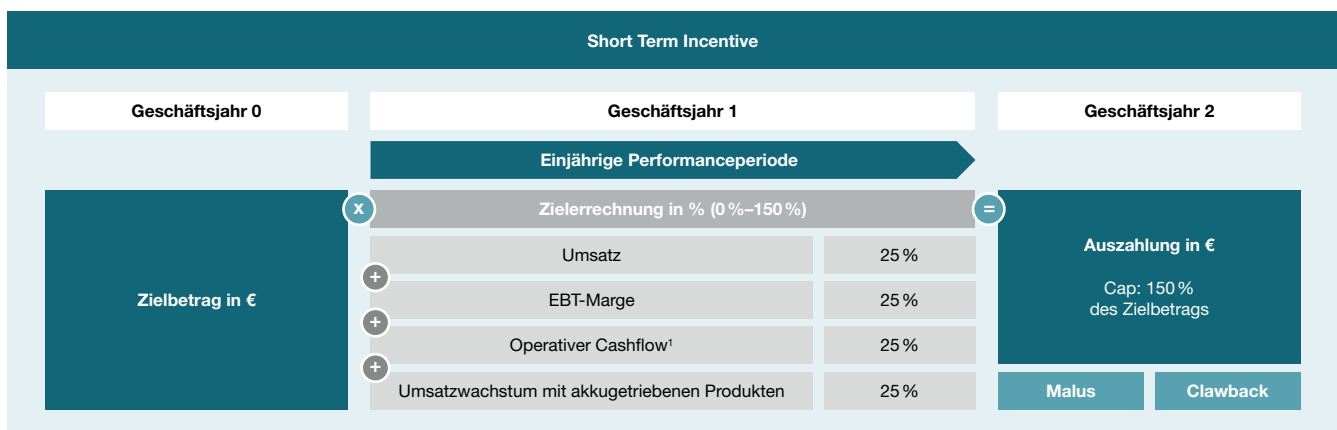 Short Term Incentive
Geschäftsjahr 0
Geschäftsjahr 1
Geschäftsjahr 2
Einjährige Performanceperiode
Zielbetrag in €
x
Zielerrechnung in % (0 %–150 %)
=
Umsatz 25 %
+
EBT-Marge 25 %
+
Operativer Cashflow¹ 25 %
+
Umsatzwachstum mit akkugetriebenen Produkten 25 %
Auszahlung in €
Cap: 150 %
des Zielbetrags
Malus
Clawback